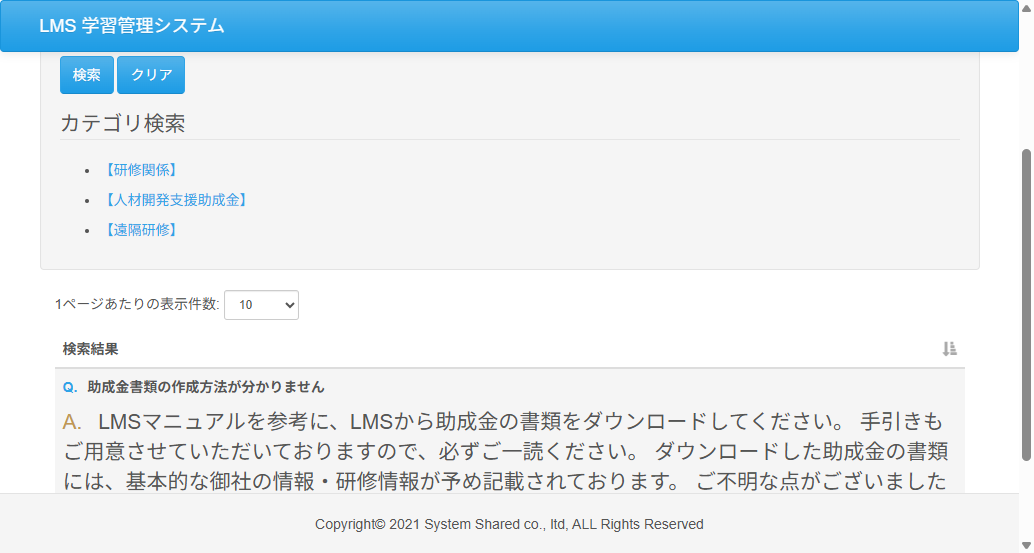 LMS 学習管理システム
検索 クリア
カテゴリ検索
【研修関係】
【人材開発支援助成金】
【遠隔研修】
1ページあたりの表示件数: 10
検索結果
Q. 助成金書類の作成方法が分かりません
A. LMSマニュアルを参考に、LMSから助成金の書類をダウンロードしてください。 手引きも
ご用意させていただいておりますので、必ずご一読ください。 ダウンロードした助成金の書類
には、基本的な御社の情報・研修情報が予め記載されております。 ご不明な点がございました
Copyright© 2021 System Shared co., ltd, ALL Rights Reserved